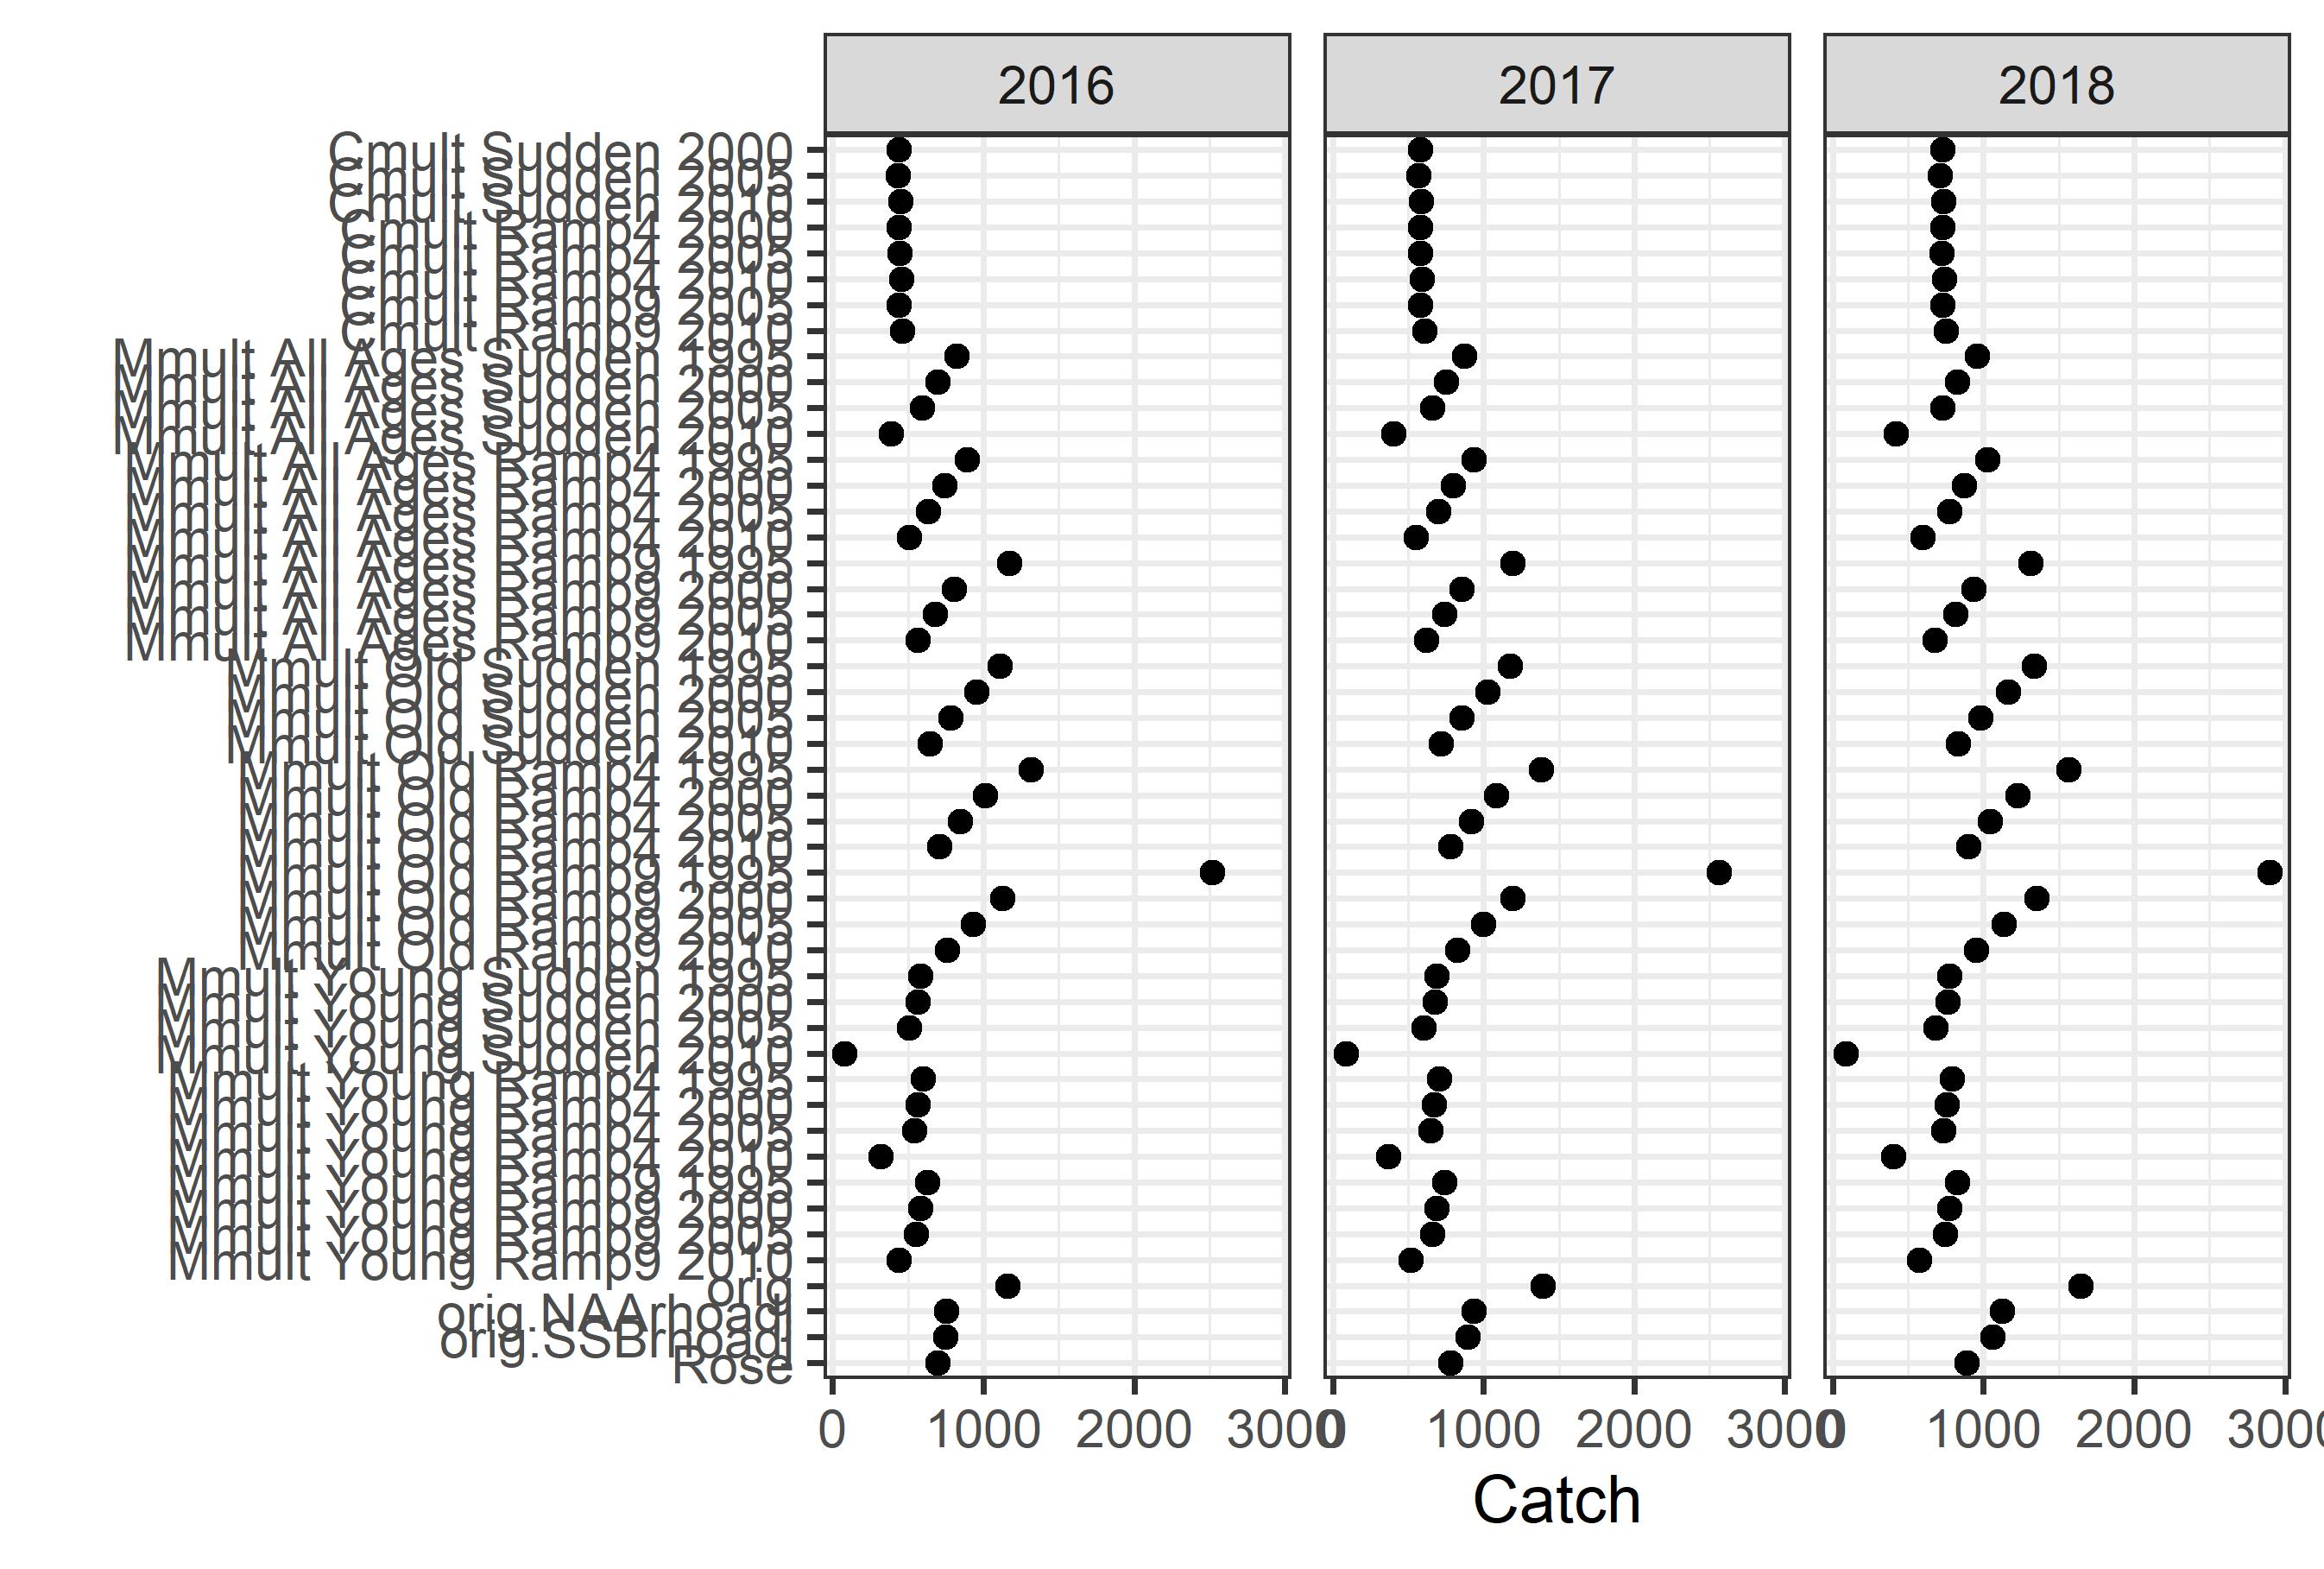 2016 2017 2018
Cmult Sudden 2000
Cmult Sudden 2005
Cmult Sudden 2010
Cmult Ramp4 2000
Cmult Ramp4 2005
Cmult Ramp4 2010
Cmult Ramp9 2005
Cmult Ramp9 2010
Mmult All Ages Sudden 1995
Mmult All Ages Sudden 2000
Mmult All Ages Sudden 2005
Mmult All Ages Sudden 2010
Mmult All Ages Ramp4 1995
Mmult All Ages Ramp4 2000
Mmult All Ages Ramp4 2005
Mmult All Ages Ramp4 2010
Mmult All Ages Ramp9 1995
Mmult All Ages Ramp9 2000
Mmult All Ages Ramp9 2005
Mmult All Ages Ramp9 2010
Mmult Old Sudden 1995
Mmult Old Sudden 2000
Mmult Old Sudden 2005
Mmult Old Sudden 2010
Mmult Old Ramp4 1995
Mmult Old Ramp4 2000
Mmult Old Ramp4 2005
Mmult Old Ramp4 2010
Mmult Old Ramp9 1995
Mmult Old Ramp9 2000
Mmult Old Ramp9 2005
Mmult Old Ramp9 2010
Mmult Young Sudden 1995
Mmult Young Sudden 2000
Mmult Young Sudden 2005
Mmult Young Sudden 2010
Mmult Young Ramp4 1995
Mmult Young Ramp4 2000
Mmult Young Ramp4 2005
Mmult Young Ramp4 2010
Mmult Young Ramp9 1995
Mmult Young Ramp9 2000
Mmult Young Ramp9 2005
Mmult Young Ramp9 2010
orig
orig.NAArhoadj
orig.SSBrhoadj
Rose
0 1000 2000 3000 0 1000 2000 3000 0 1000 2000 300
Catch